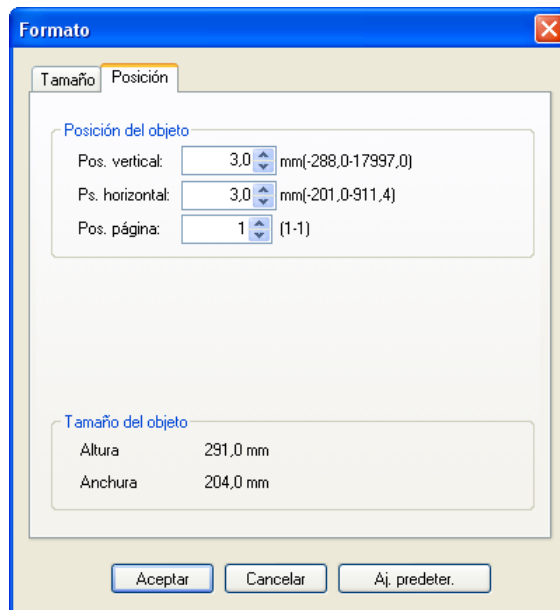 Formato
Tamaño Posición
Posición del objeto
Pos. vertical: 3,0 mm(-288,0-17997,0)
Ps. horizontal: 3,0 mm(-201,0-911,4)
Pos. página: 1 (1-1)
Tamaño del objeto
Altura 291,0 mm
Anchura 204,0 mm
Aceptar Cancelar Aj. predeter.